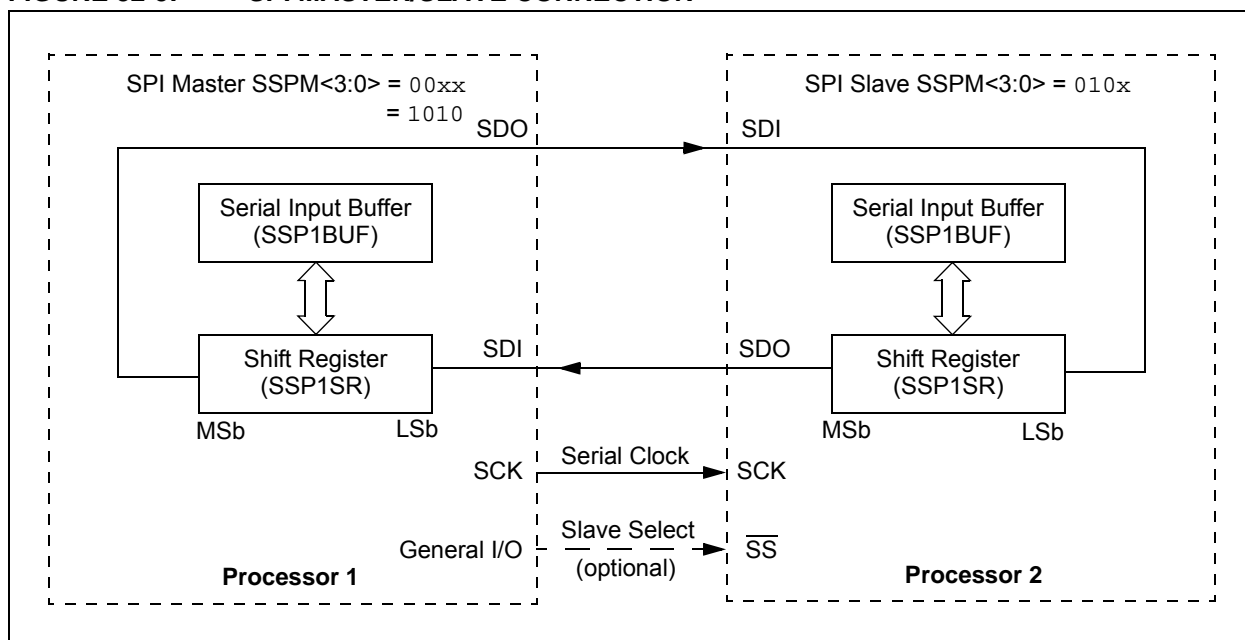 SPI Master SSPM<3:0> = 00xx
= 1010
SDO
Serial Input Buffer
(SSP1BUF)
Shift Register
(SSP1SR)
MSb
LSb
SDI
SCK
General I/O
Processor 1
Serial Clock
Slave Select
(optional)
SPI Slave SSPM<3:0> = 010x
SDI
Serial Input Buffer
(SSP1BUF)
SDO
Shift Register
(SSP1SR)
MSb
LSb
SCK
SS
Processor 2